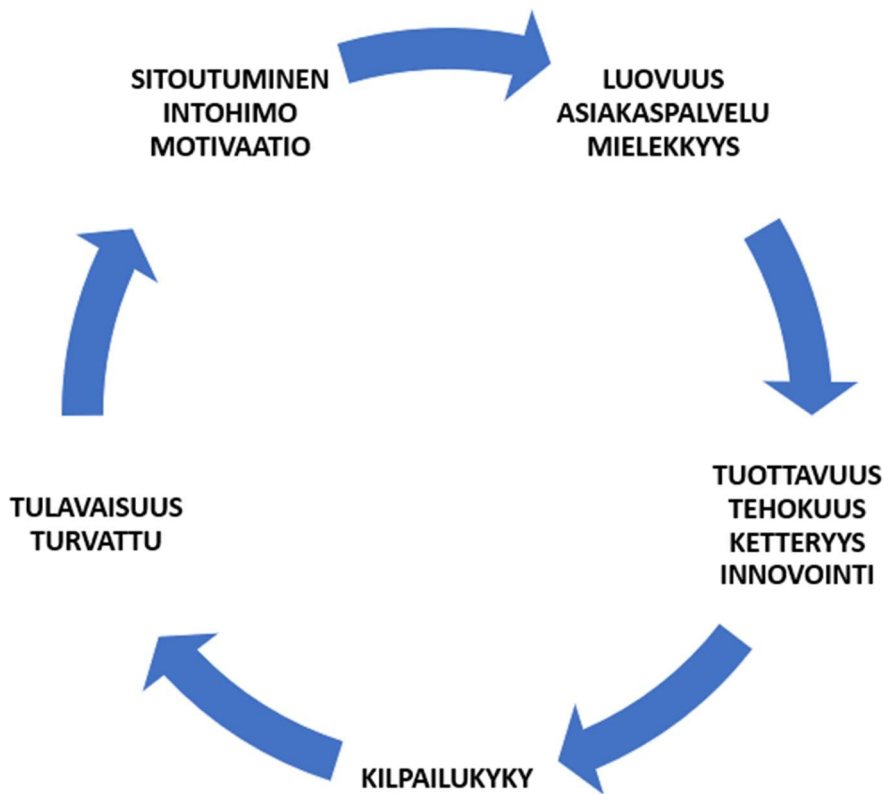 SITOUTUMINEN
INTOHIMO
MOTIVAATIO
LUOVUUS
ASIAKASPALVELU
MIELEKKYYS
TUOTTAVUUS
TEHOKUUS
KETTERYYS
INNOVOINTI
KILPAILUKYKY
TULAVAISUUS
TURVATTU